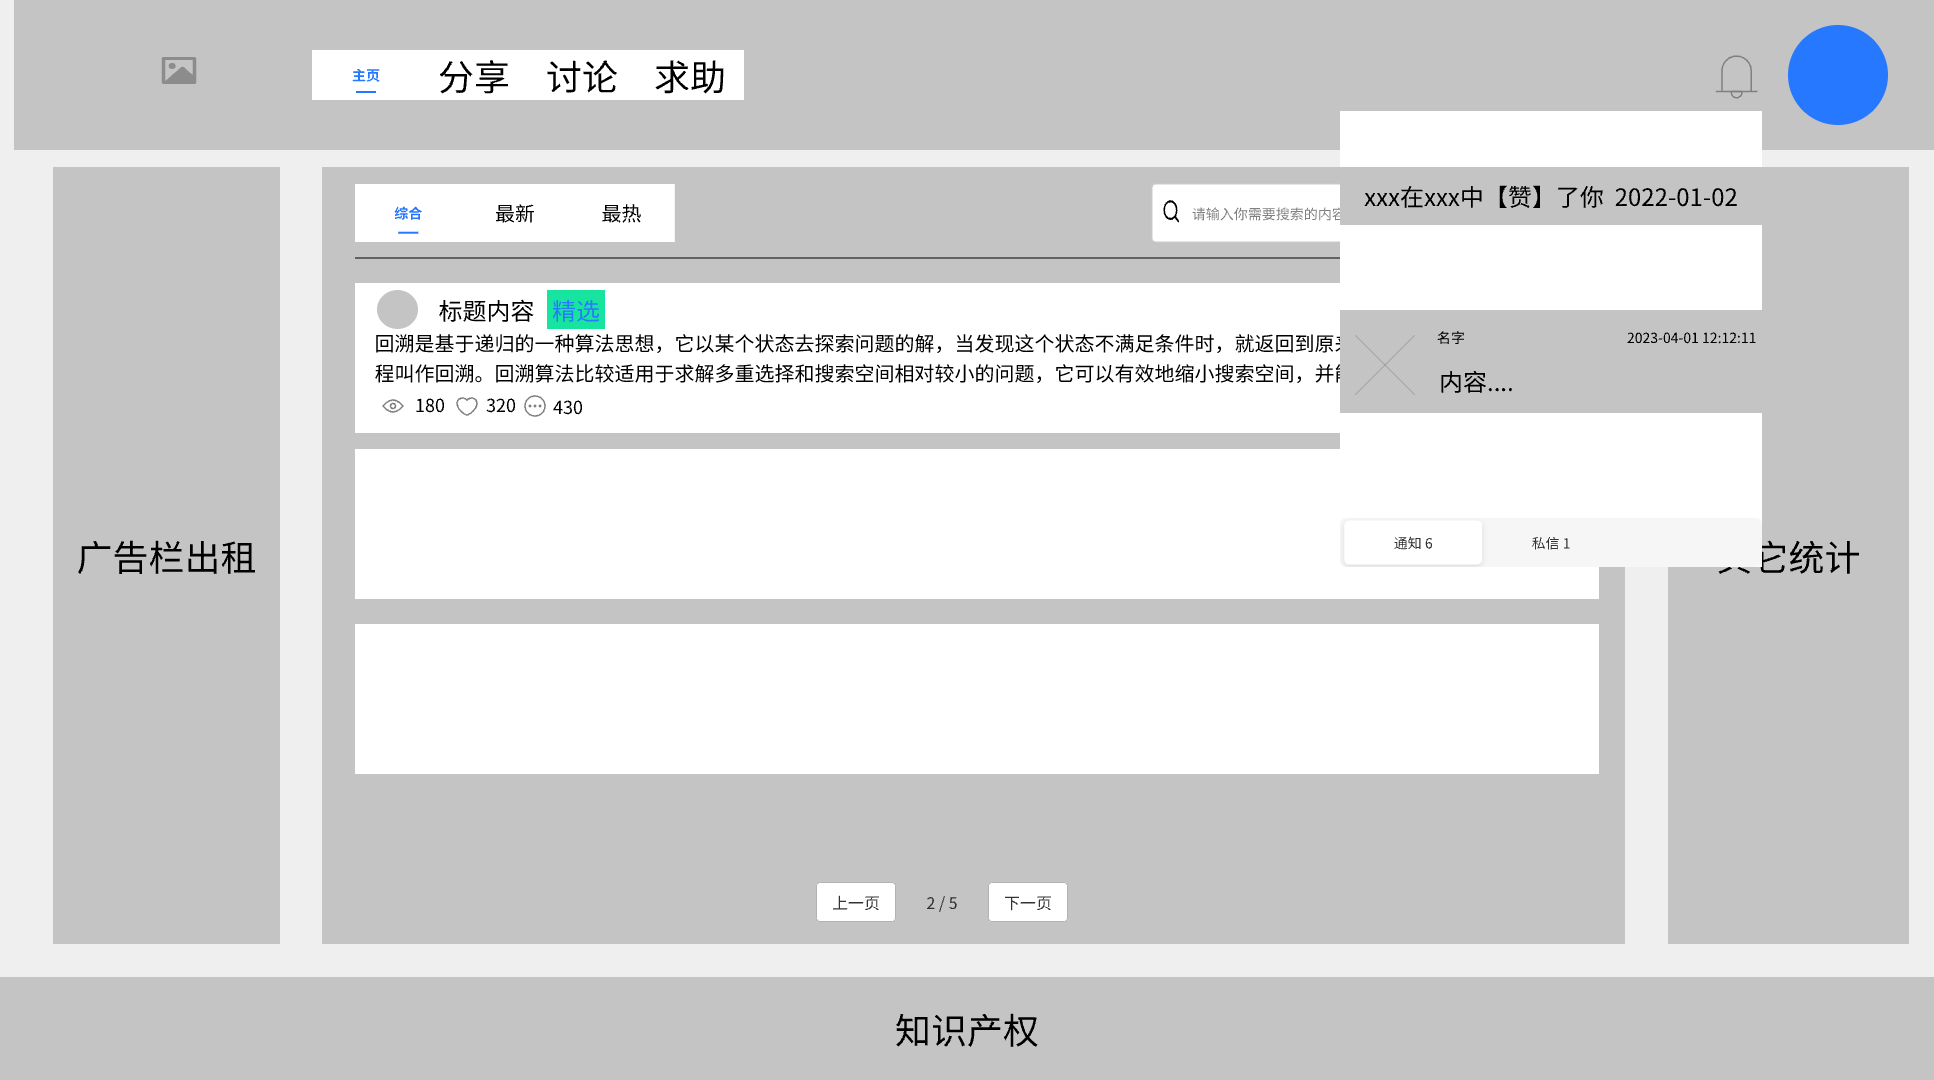 主页 分享 讨论 求助
综合 最新 最热
请输入你需要搜索的内容
xxx在xxx中【赞】了你 2022-01-02
标题内容 精选
回溯是基于递归的一种算法思想，它以某个状态去探索问题的解，当发现这个状态不满足条件时，就返回到原
程叫作回溯。回溯算法比较适用于求解多重选择和搜索空间相对较小的问题，它可以有效地缩小搜索空间，并
180 320 430
名字 2023-04-01 12:12:11
内容....
通知 6 私信 1
广告栏出租
它统计
上一页 2 / 5 下一页
知识产权